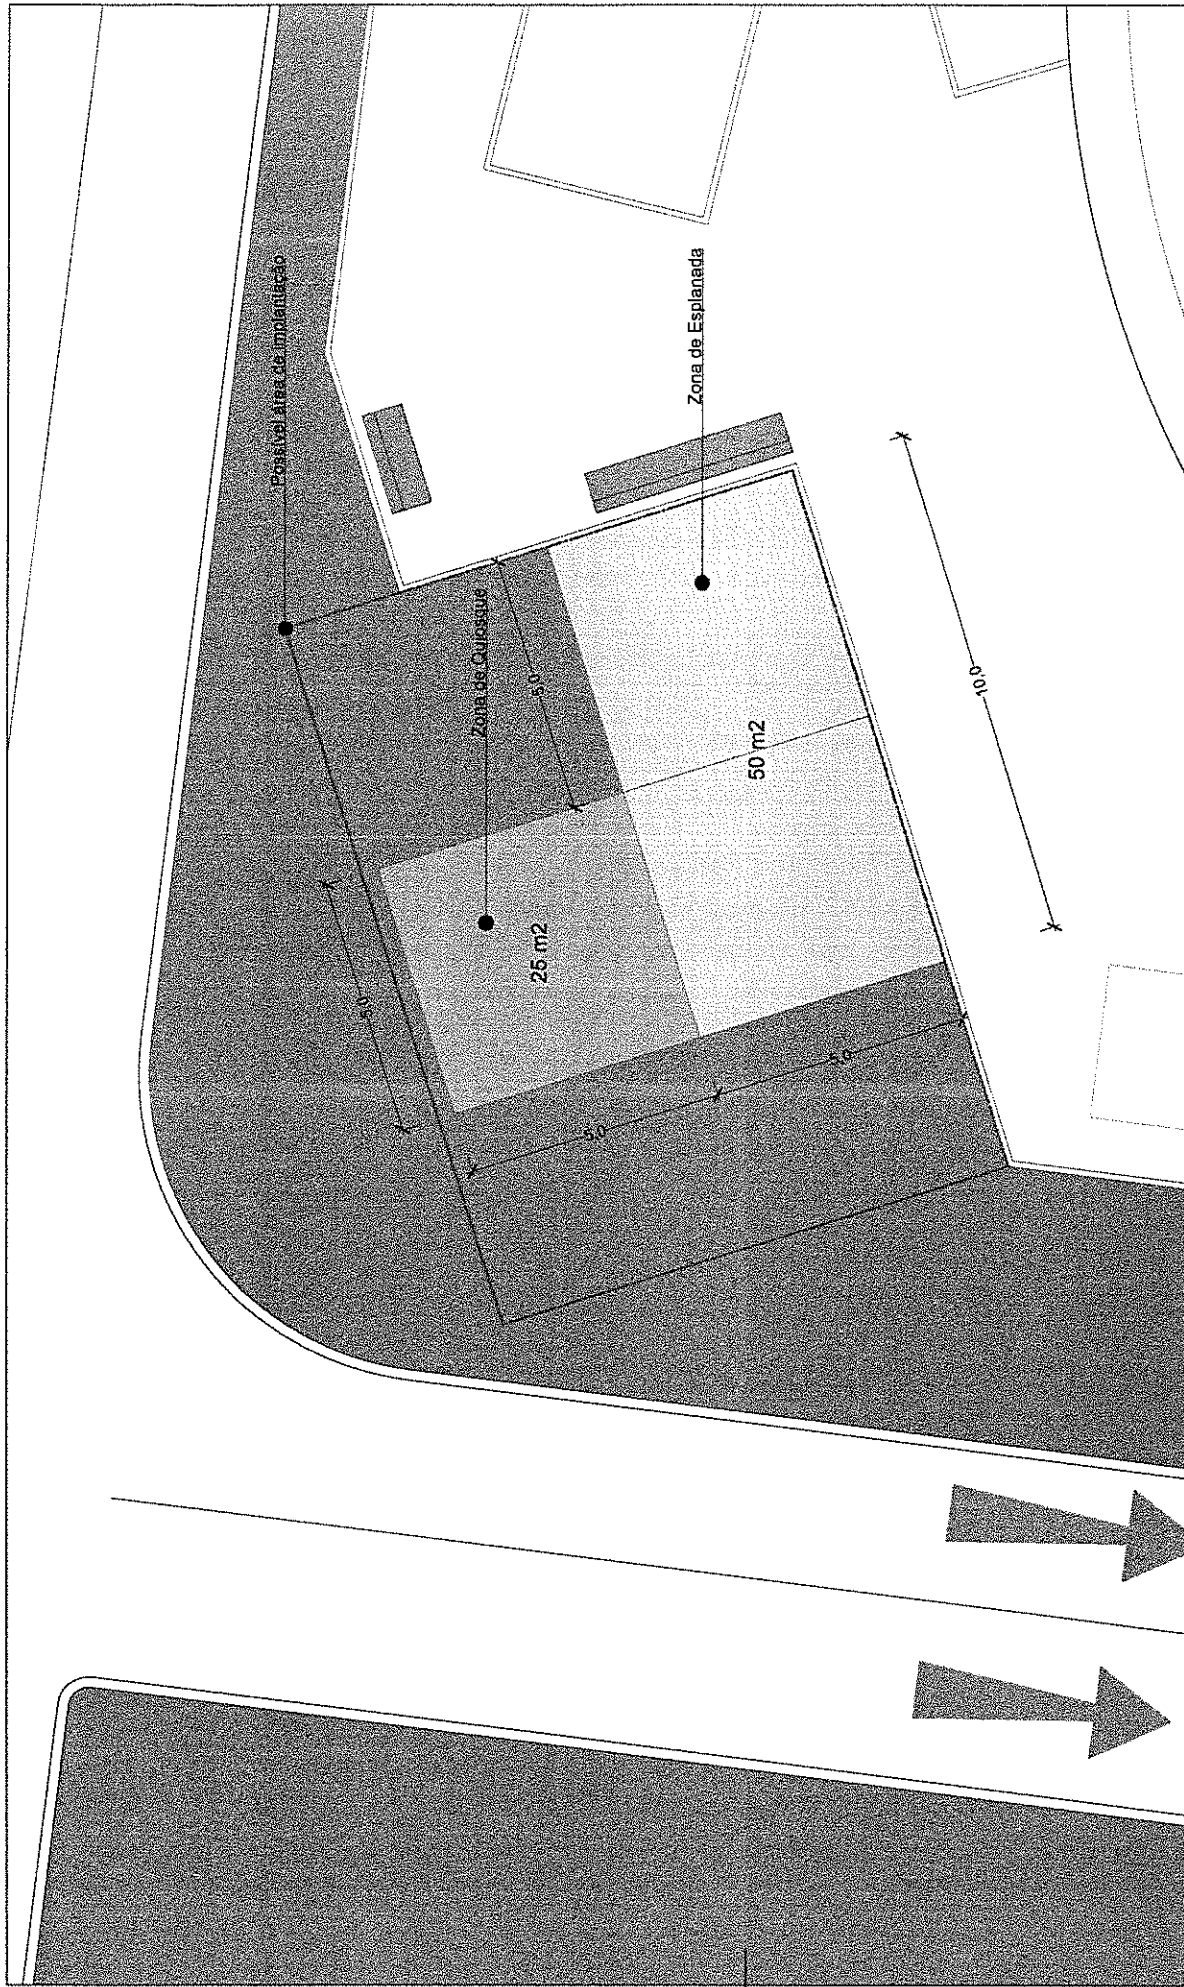 Possível área de implantação
Zona de Quiosque
Zona de Esplanada
5,0
5,0
25 m2
50 m2
10,0
5,0
5,0